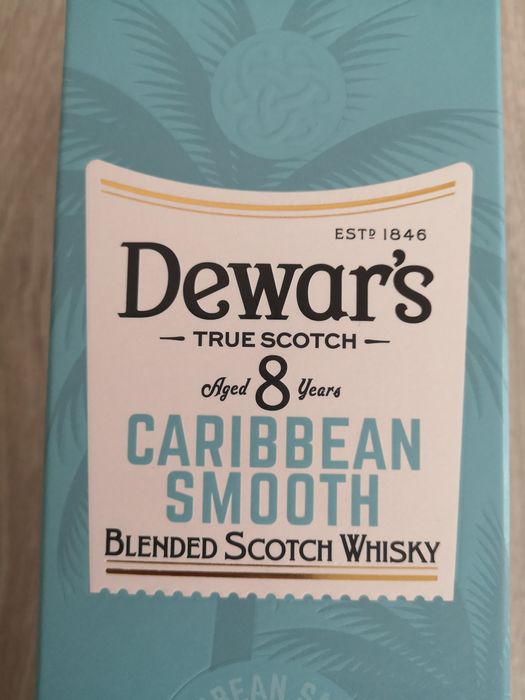 ESTD 1846
Dewar's
TRUE SCOTCH
Aged 8 Years
CARIBBEAN
SMOOTH
BLENDED SCOTCH WHISKY